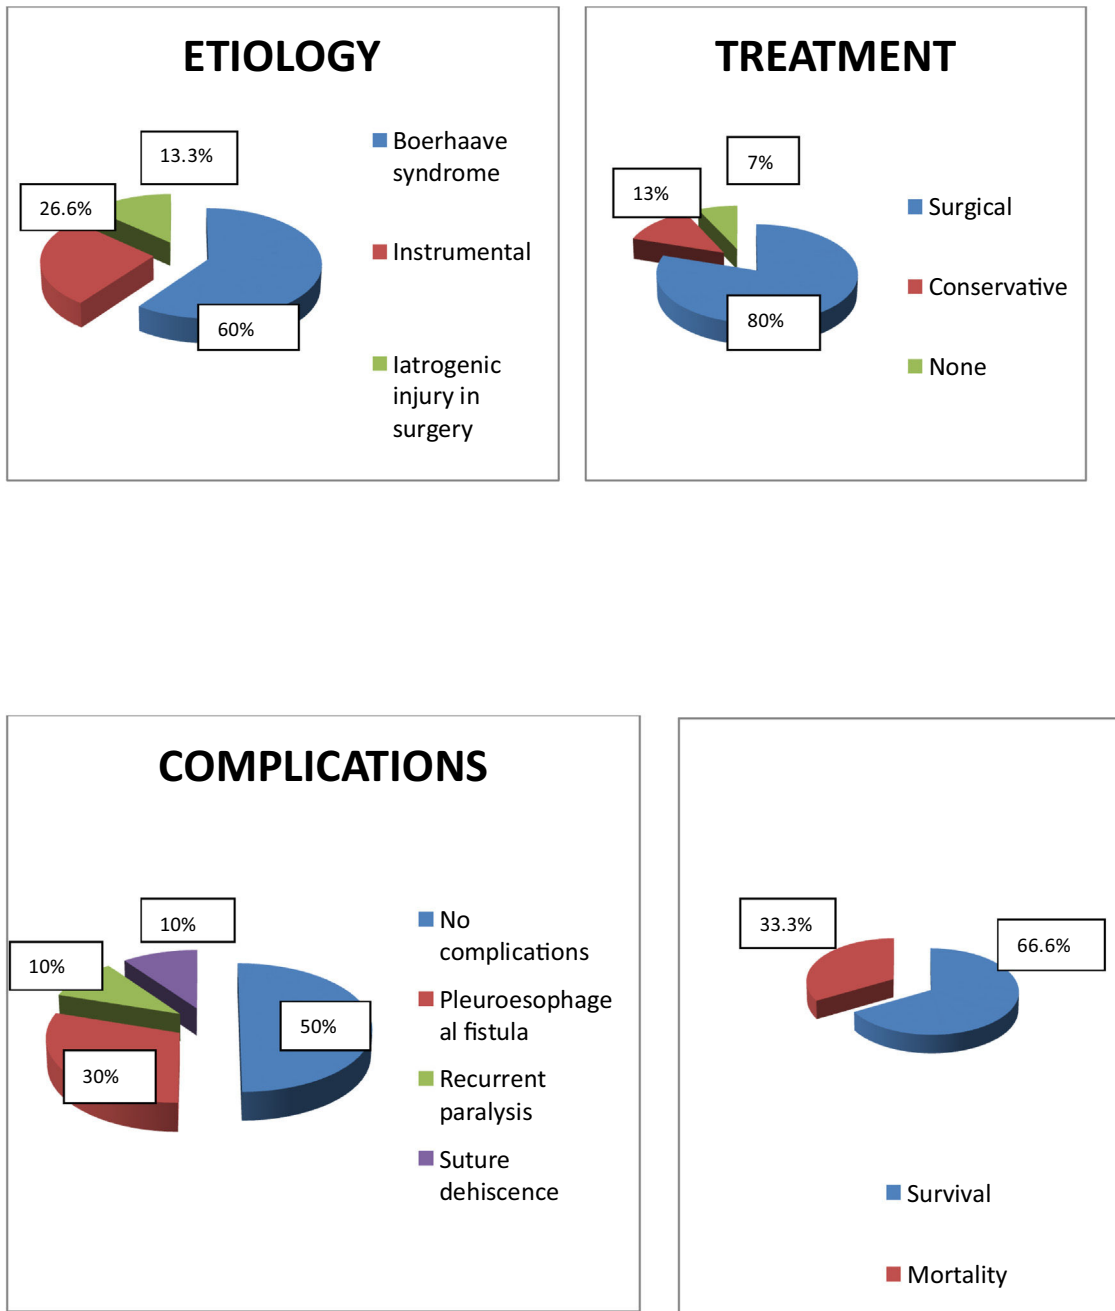 ETIOLOGY
13.3%
26.6%
60%
Boerhaave
syndrome
Instrumental
Iatrogenic
injury in
surgery
TREATMENT
7%
13%
80%
Surgical
Conservative
None
COMPLICATIONS
10%
10%
50%
30%
No
complications
Pleuroesophage
al fistula
Recurrent
paralysis
Suture
dehiscence
33.3%
66.6%
Survival
Mortality